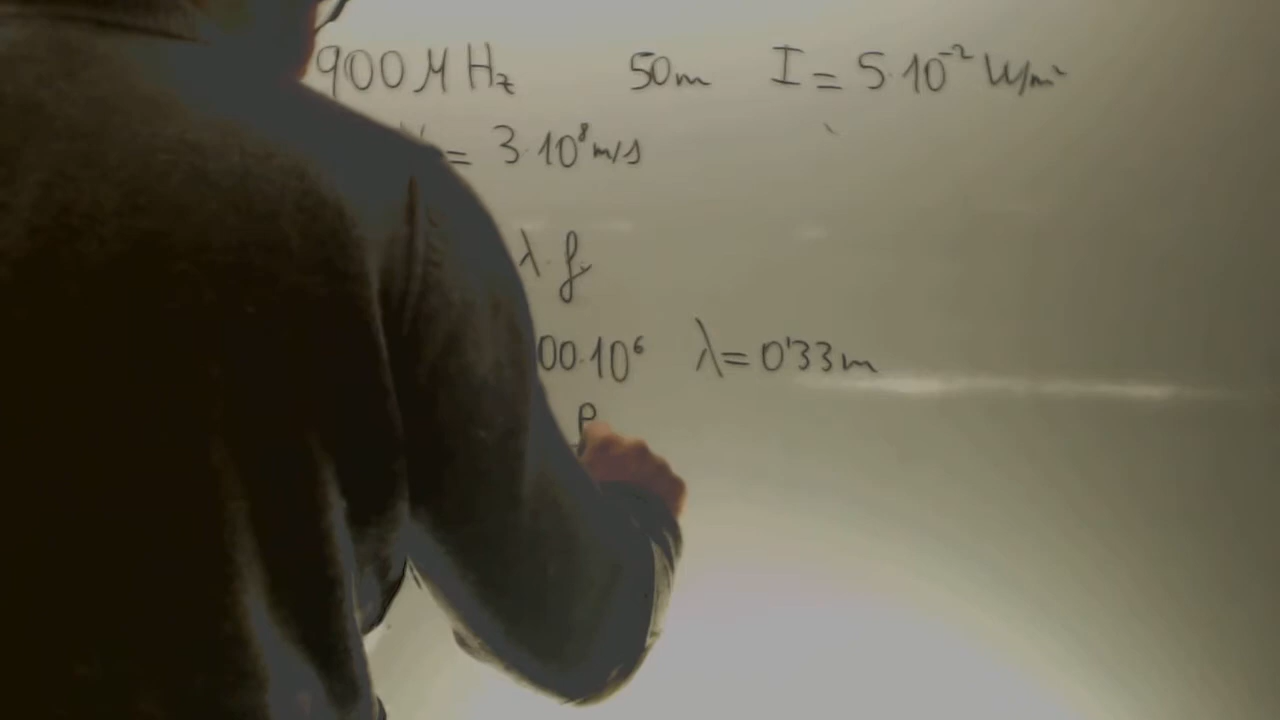 900 MHz 50m I = 5·10⁻² W/m²
= 3·10⁸ m/s
λ·f
00·10⁶ λ = 0'33 m
P